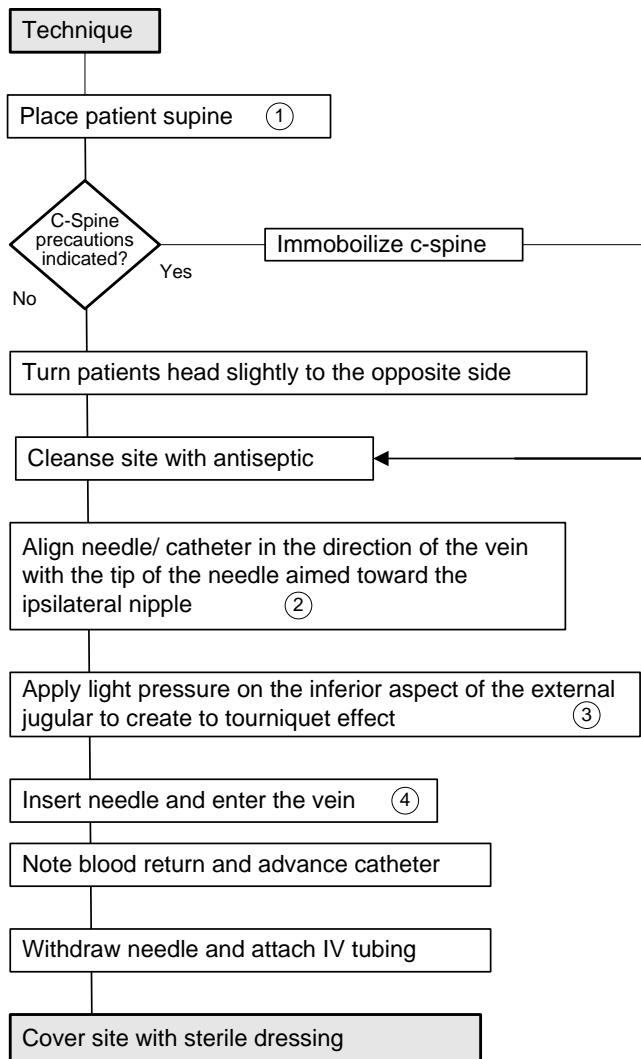 Technique
Place patient supine 1
C-Spine
precautions
indicated?
Immoboilize c-spine
Yes
No
Turn patients head slightly to the opposite side
Cleanse site with antiseptic
Align needle/ catheter in the direction of the vein
with the tip of the needle aimed toward the
ipsilateral nipple 2
Apply light pressure on the inferior aspect of the external
jugular to create to tourniquet effect 3
Insert needle and enter the vein 4
Note blood return and advance catheter
Withdraw needle and attach IV tubing
Cover site with sterile dressing